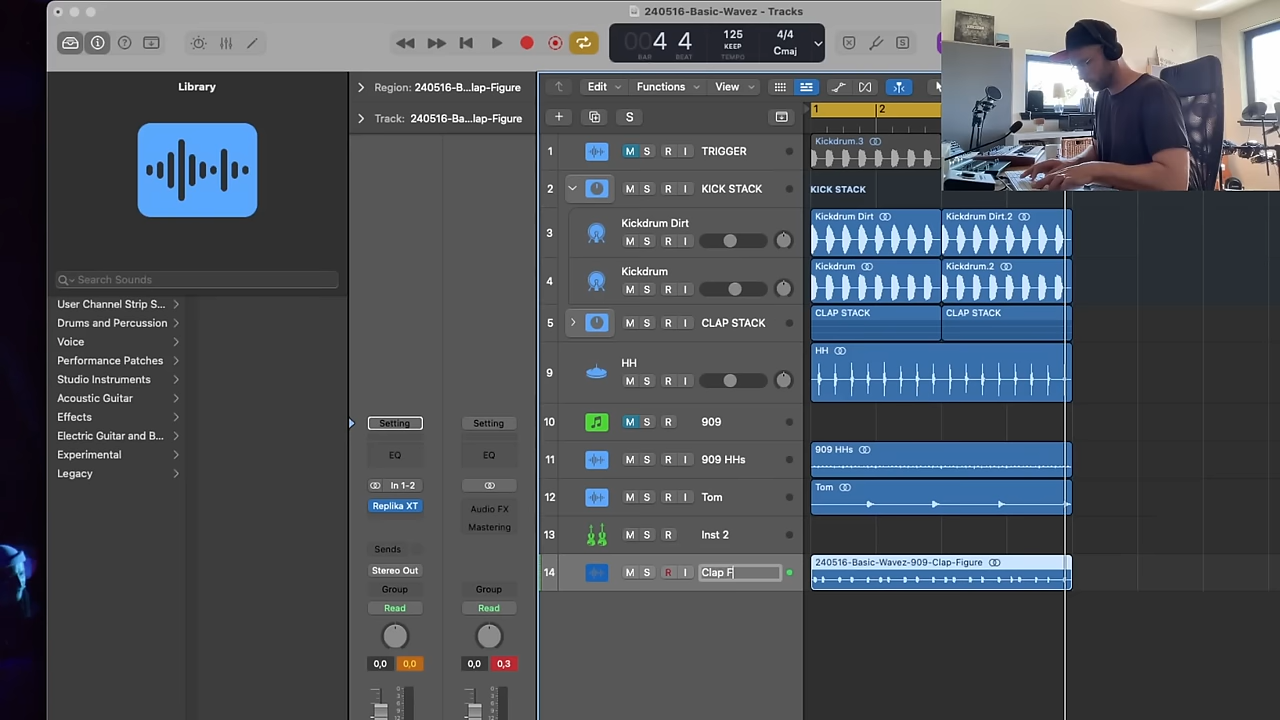 240516-Basic-Wavez - Tracks
004 4
BAR BEAT
125
KEEP
TEMPO
4/4
Cmaj
Library
Search Sounds
User Channel Strip S...
Drums and Percussion
Voice
Performance Patches
Studio Instruments
Acoustic Guitar
Effects
Electric Guitar and B...
Experimental
Legacy
Region: 240516-B...lap-Figure
Track: 240516-Ba...lap-Figure
Setting
EQ
In 1-2
Replika XT
Sends
Stereo Out
Group
Read
0,0 0,0
Setting
EQ
Audio FX
Mastering
Group
Read
0,0 0,3
Edit Functions View
S
1 2
1 M S R I TRIGGER
Kickdrum.3
2 M S R I KICK STACK
KICK STACK
3 Kickdrum Dirt
M S R I
Kickdrum Dirt Kickdrum Dirt.2
4 Kickdrum
M S R I
Kickdrum Kickdrum.2
5 M S R I CLAP STACK
CLAP STACK CLAP STACK
9 HH
M S R I
HH
10 M S R 909
11 M S R I 909 HHs
909 HHs
12 M S R I Tom
Tom
13 M S R Inst 2
14 M S R I Clap F
240516-Basic-Wavez-909-Clap-Figure